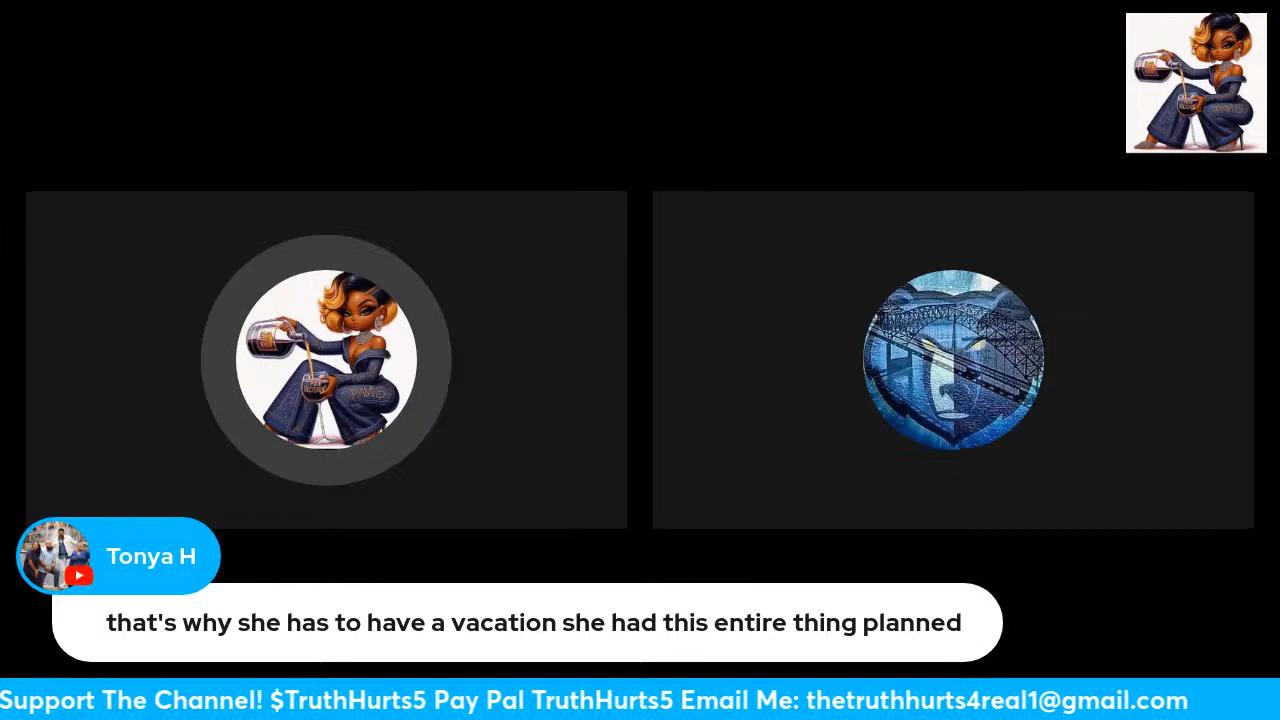 Tonya H
that's why she has to have a vacation she had this entire thing planned
Support The Channel! $TruthHurts5 Pay Pal TruthHurts5 Email Me: thetruthhurts4real1@gmail.com